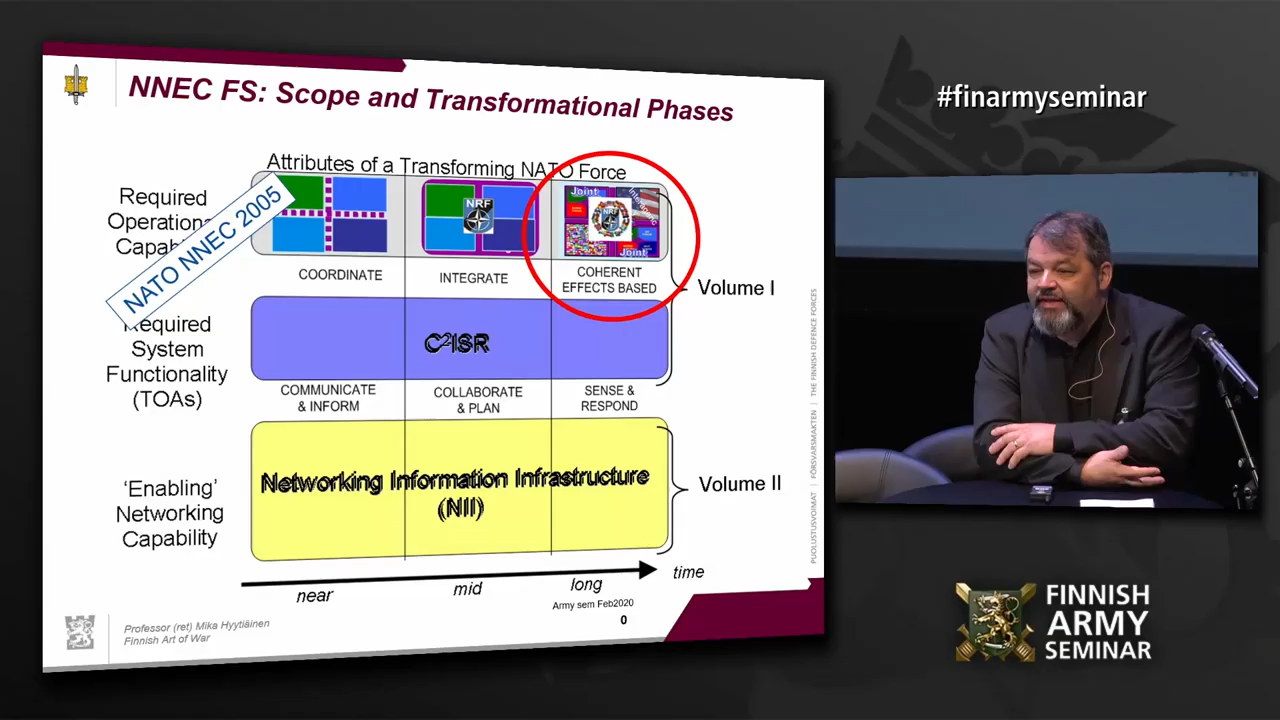 NNEC FS: Scope and Transformational Phases
Attributes of a Transforming NATO Force
Required
Operationa
Capab
NATO NNEC 2005
NRF
Joint
NRF
Joint
COORDINATE
INTEGRATE
COHERENT
EFFECTS BASED
Volume I
Required
System
Functionality
(TOAs)
C²ISR
COMMUNICATE
& INFORM
COLLABORATE
& PLAN
SENSE &
RESPOND
‘Enabling’
Networking
Capability
Networking Information Infrastructure
(NII)
Volume II
near
mid
long
time
Army sem Feb2020
0
Professor (ret) Mika Hyytiäinen
Finnish Art of War
PUOLUSTUSVOIMAT | FÖRSVARSMAKTEN | THE FINNISH DEFENCE FORCES
#finarmyseminar
FINNISH
ARMY
SEMINAR